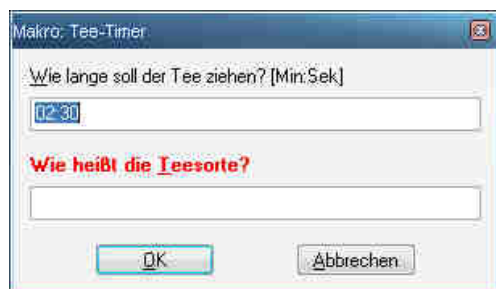 Makro: Tee-Timer
Wie lange soll der Tee ziehen? [Min:Sek]
02:30
Wie heißt die Teesorte?
OK
Abbrechen